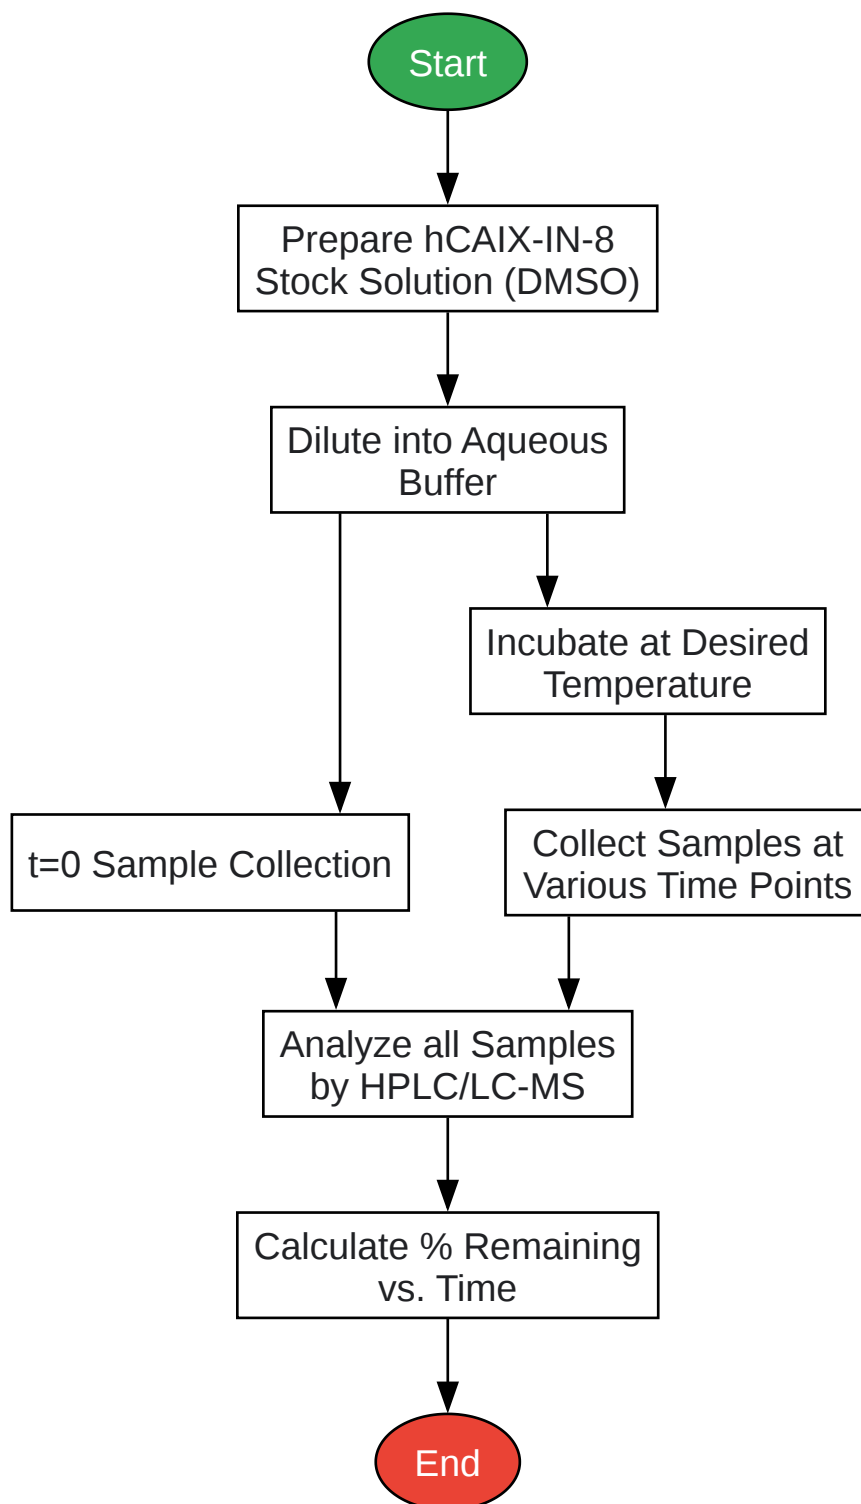 Start
Prepare hCAIX-IN-8
Stock Solution (DMSO)
Dilute into Aqueous
Buffer
Incubate at Desired
Temperature
t=0 Sample Collection
Collect Samples at
Various Time Points
Analyze all Samples
by HPLC/LC-MS
Calculate % Remaining
vs. Time
End